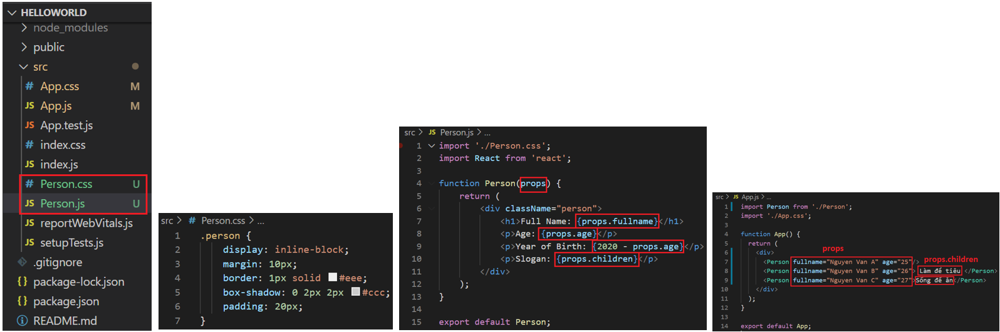 HELLOWORLD
node_modules
public
src
# App.css M
JS App.js M
JS App.test.js
# index.css
JS index.js
# Person.css U
JS Person.js U
JS reportWebVitals.js
JS setupTests.js
.gitignore
{} package-lock.json
{} package.json
README.md
src > # Person.css > ...
1 .person {
2 display: inline-block;
3 margin: 10px;
4 border: 1px solid #eee;
5 box-shadow: 0 2px 2px #ccc;
6 padding: 20px;
7 }
src > JS Person.js > ...
1 import './Person.css';
2 import React from 'react';
3
4 function Person(props) {
5 return (
6 <div className="person">
7 <h1>Full Name: {props.fullname}</h1>
8 <p>Age: {props.age}</p>
9 <p>Year of Birth: {2020 - props.age}</p>
10 <p>Slogan: {props.children}</p>
11 </div>
12 );
13 }
14
15 export default Person;
src > JS App.js > ...
1 import Person from './Person';
2 import './App.css';
3
4 function App() {
5 return (
props
6 <div>
props.children
7 <Person fullname="Nguyen Van A" age="25"/>
8 <Person fullname="Nguyen Van B" age="26"> Làm để tiêu </Person>
9 <Person fullname="Nguyen Van C" age="27">Sống để ăn</Person>
10 </div>
11 );
12 }
13
14 export default App;